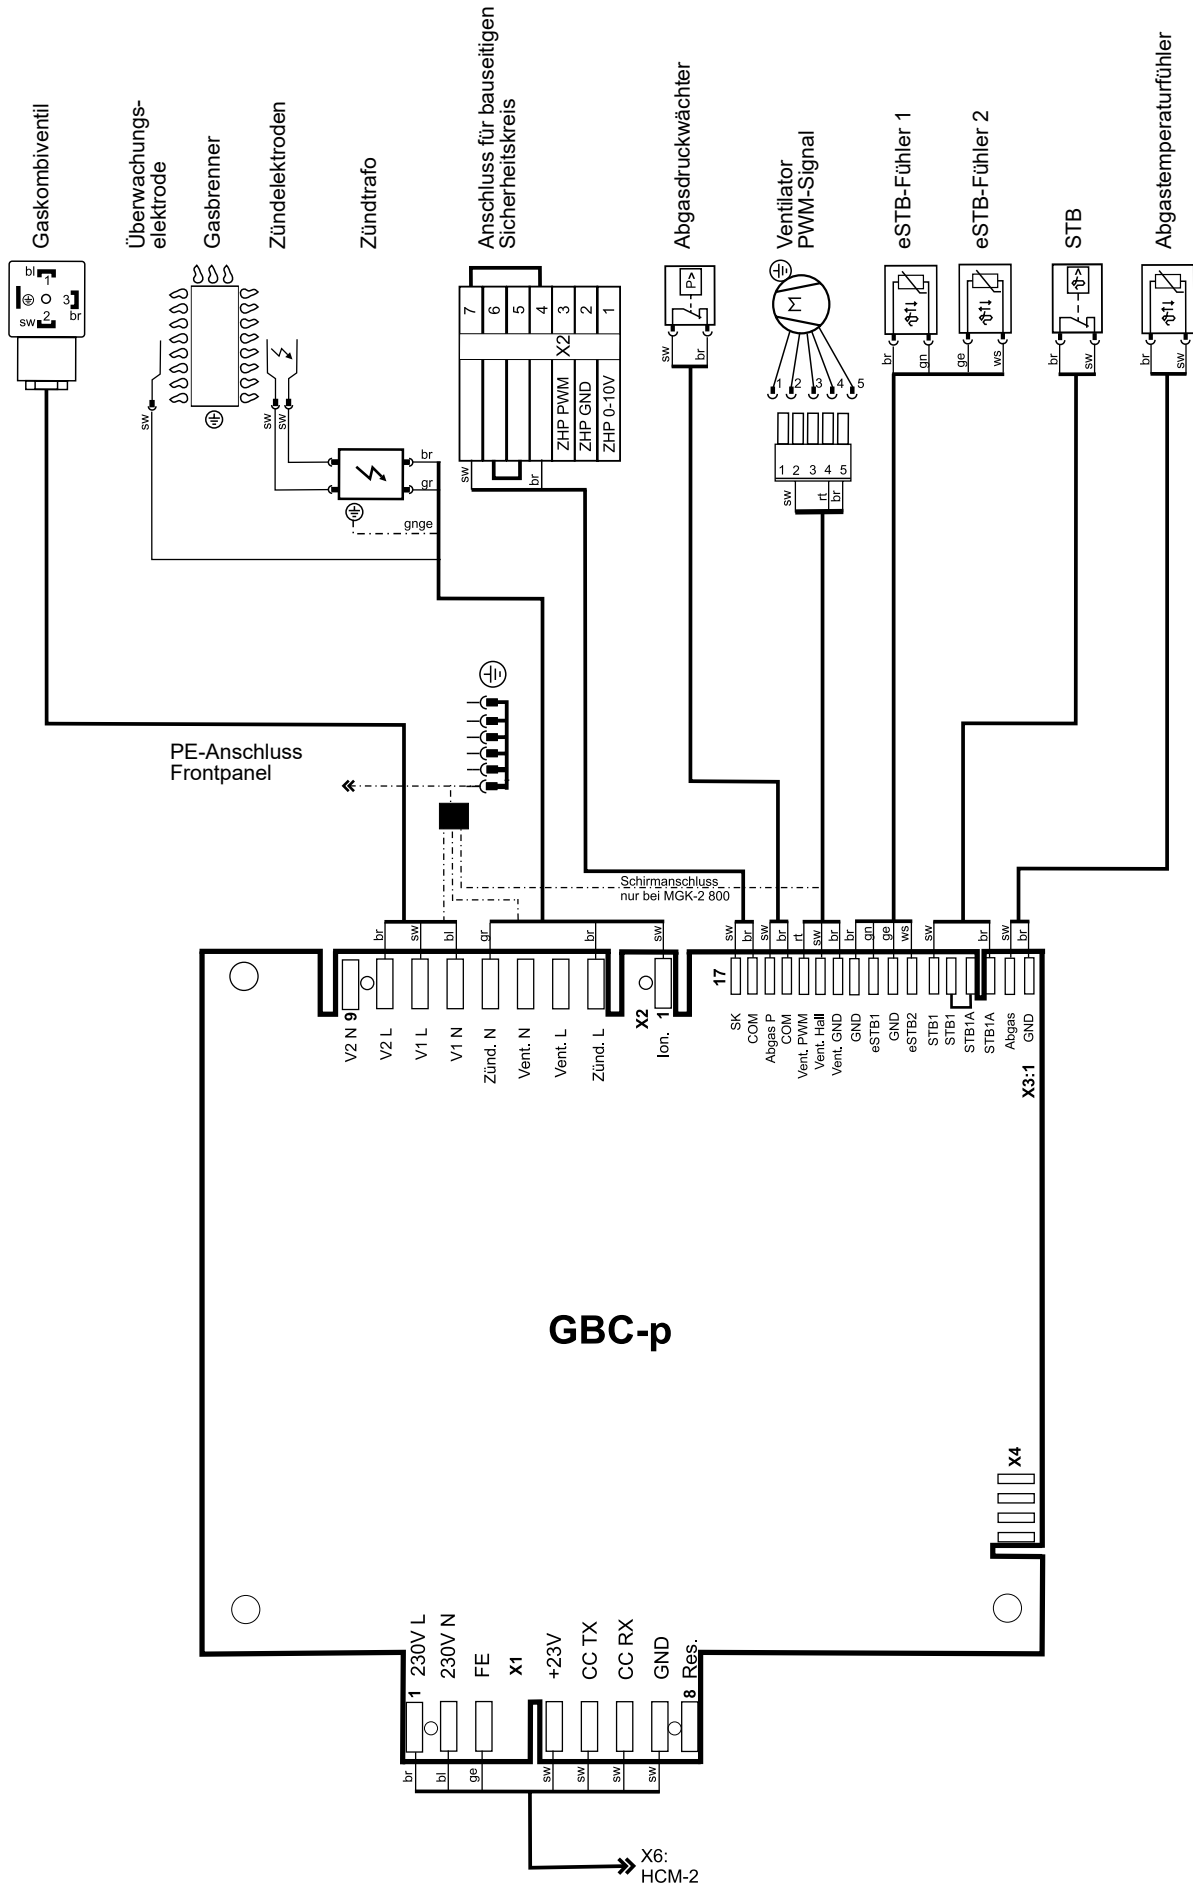 Gaskombiventil
Überwachungs-
elektrode
Gasbrenner
Zündelektroden
Zündtrafo
Anschluss für bauseitigen
Sicherheitskreis
Abgasdruckwächter
Ventilator
PWM-Signal
eSTB-Fühler 1
eSTB-Fühler 2
STB
Abgastemperaturfühler
bl
1
3
br
2
sw
sw
sw
sw
br
gr
gnge
7
6
5
4
3
2
1
X2
ZHP PWM
ZHP GND
ZHP 0-10V
sw
br
P>
sw
br
M
1
2
3
4
5
1 2 3 4 5
sw
rt
br
ϑ
br
gn
ϑ
ge
ws
ϑ>
br
sw
ϑ
br
sw
PE-Anschluss
Frontpanel
Schirmanschluss
nur bei MGK-2 800
br
sw
bl
gr
br
sw
sw
br
sw
br
rt
sw
br
br
gn
ge
ws
sw
br
sw
br
V2 N 9
V2 L
V1 L
V1 N
Zünd. N
Vent. N
Vent. L
Zünd. L
X2
Ion. 1
17
SK
COM
Abgas P
COM
Vent. PWM
Vent. Hall
Vent. GND
GND
eSTB1
GND
eSTB2
STB1
STB1
STB1A
STB1A
Abgas
GND
X3:1
GBC-p
X4
1 230V L
230V N
FE
X1
+23V
CC TX
CC RX
GND
8 Res.
br
bl
ge
sw
sw
sw
sw
X6:
HCM-2